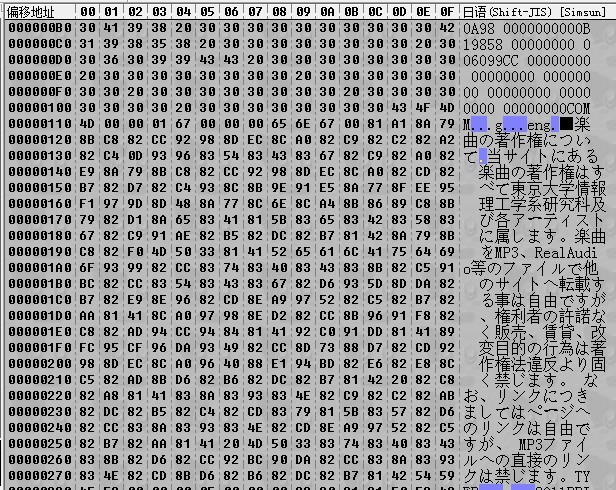 偏移地址 00 01 02 03 04 05 06 07 08 09 0A 0B 0C 0D 0E 0F 日语(Shift-JIS) [Simsun]
000000B0 30 41 39 38 20 30 30 30 30 30 30 30 30 30 30 42 0A98 0000000000B
000000C0 31 39 38 35 38 20 30 30 30 30 30 30 30 30 20 30 19858 00000000 0
000000D0 30 36 30 39 39 43 43 20 30 30 30 30 30 30 30 30 06099CC 00000000
000000E0 20 30 30 30 30 30 30 30 30 20 30 30 30 30 30 30 00000000 000000
000000F0 30 30 20 30 30 30 30 30 30 30 30 20 30 30 30 30 00 00000000 0000
00000100 30 30 30 30 20 30 30 30 30 30 30 30 30 43 4F 4D 0000 00000000COM
00000110 4D 00 00 01 67 00 00 00 65 6E 67 00 81 A1 8A 79 M...g...eng.■楽
00000120 8B C8 82 CC 92 98 8D EC 8C A0 82 C9 82 C2 82 A2 曲の著作権につい
00000130 82 C4 0D 93 96 83 54 83 43 83 67 82 C9 82 A0 82 て.当サイトにある
00000140 E9 8A 79 8B C8 82 CC 92 98 8D EC 8C A0 82 CD 82 楽曲の著作権はす
00000150 B7 82 D7 82 C4 93 8C 8B 9E 91 E5 8A 77 8F EE 95 べて東京大学情報
00000160 F1 97 9D 8D 48 8A 77 8C 6E 8C A4 8B 86 89 C8 8B 理工学系研究科及
00000170 79 82 D1 8A 65 83 41 81 5B 83 65 83 42 83 58 83 び各アーティスト
00000180 67 82 C9 91 AE 82 B5 82 DC 82 B7 81 42 8A 79 8B に属します。楽曲
00000190 C8 82 F0 4D 50 33 81 41 52 65 61 6C 41 75 64 69 をMP3、RealAudi
000001A0 6F 93 99 82 CC 83 74 83 40 83 43 83 8B 82 C5 91 o等のファイルで他
000001B0 BC 82 CC 83 54 83 43 83 67 82 D6 93 5D 8D DA 82 のサイトへ転載す
000001C0 B7 82 E9 8E 96 82 CD 8E A9 97 52 82 C5 82 B7 82 る事は自由ですが
000001D0 AA 81 41 8C A0 97 98 8E D2 82 CC 8B 96 91 F8 82 、権利者の許諾な
000001E0 C8 82 AD 94 CC 94 84 81 41 92 C0 91 DD 81 41 89 く販売、賃貸、改
000001F0 FC 95 CF 96 DA 93 49 82 CC 8D 73 88 D7 82 CD 92 変目的の行為は著
00000200 98 8D EC 8C A0 96 40 88 E1 94 BD 82 E6 82 E8 8C 作権法違反より固
00000210 C5 82 AD 8B D6 82 B6 82 DC 82 B7 81 42 20 82 C8 く禁じます。 な
00000220 82 A8 81 41 83 8A 83 93 83 4E 82 C9 82 C2 82 AB お、リンクにつき
00000230 82 DC 82 B5 82 C4 82 CD 83 79 81 5B 83 57 82 D6 ましてはページへ
00000240 82 CC 83 8A 83 93 83 4E 82 CD 8E A9 97 52 82 C5 のリンクは自由で
00000250 82 B7 82 AA 81 41 20 4D 50 33 83 74 83 40 83 43 すが、 MP3ファイ
00000260 83 8B 82 D6 82 CC 92 BC 90 DA 82 CC 83 8A 83 93 ルへの直接のリン
00000270 83 4E 82 CD 8B D6 82 B6 82 DC 82 B7 81 42 54 59 クは禁じます。TY